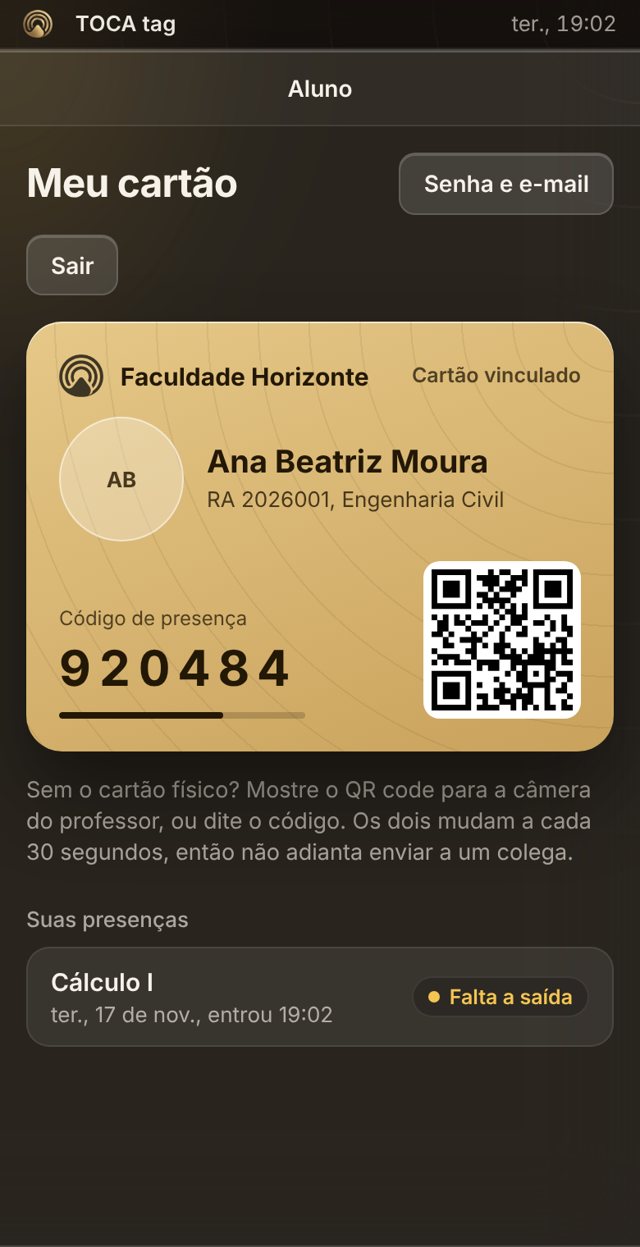 TOCA tag
ter., 19:02
Aluno
Meu cartão
Senha e e-mail
Sair
Faculdade Horizonte
Cartão vinculado
AB
Ana Beatriz Moura
RA 2026001, Engenharia Civil
Código de presença
920484
Sem o cartão físico? Mostre o QR code para a câmera
do professor, ou dite o código. Os dois mudam a cada
30 segundos, então não adianta enviar a um colega.
Suas presenças
Cálculo I
ter., 17 de nov., entrou 19:02
Falta a saída